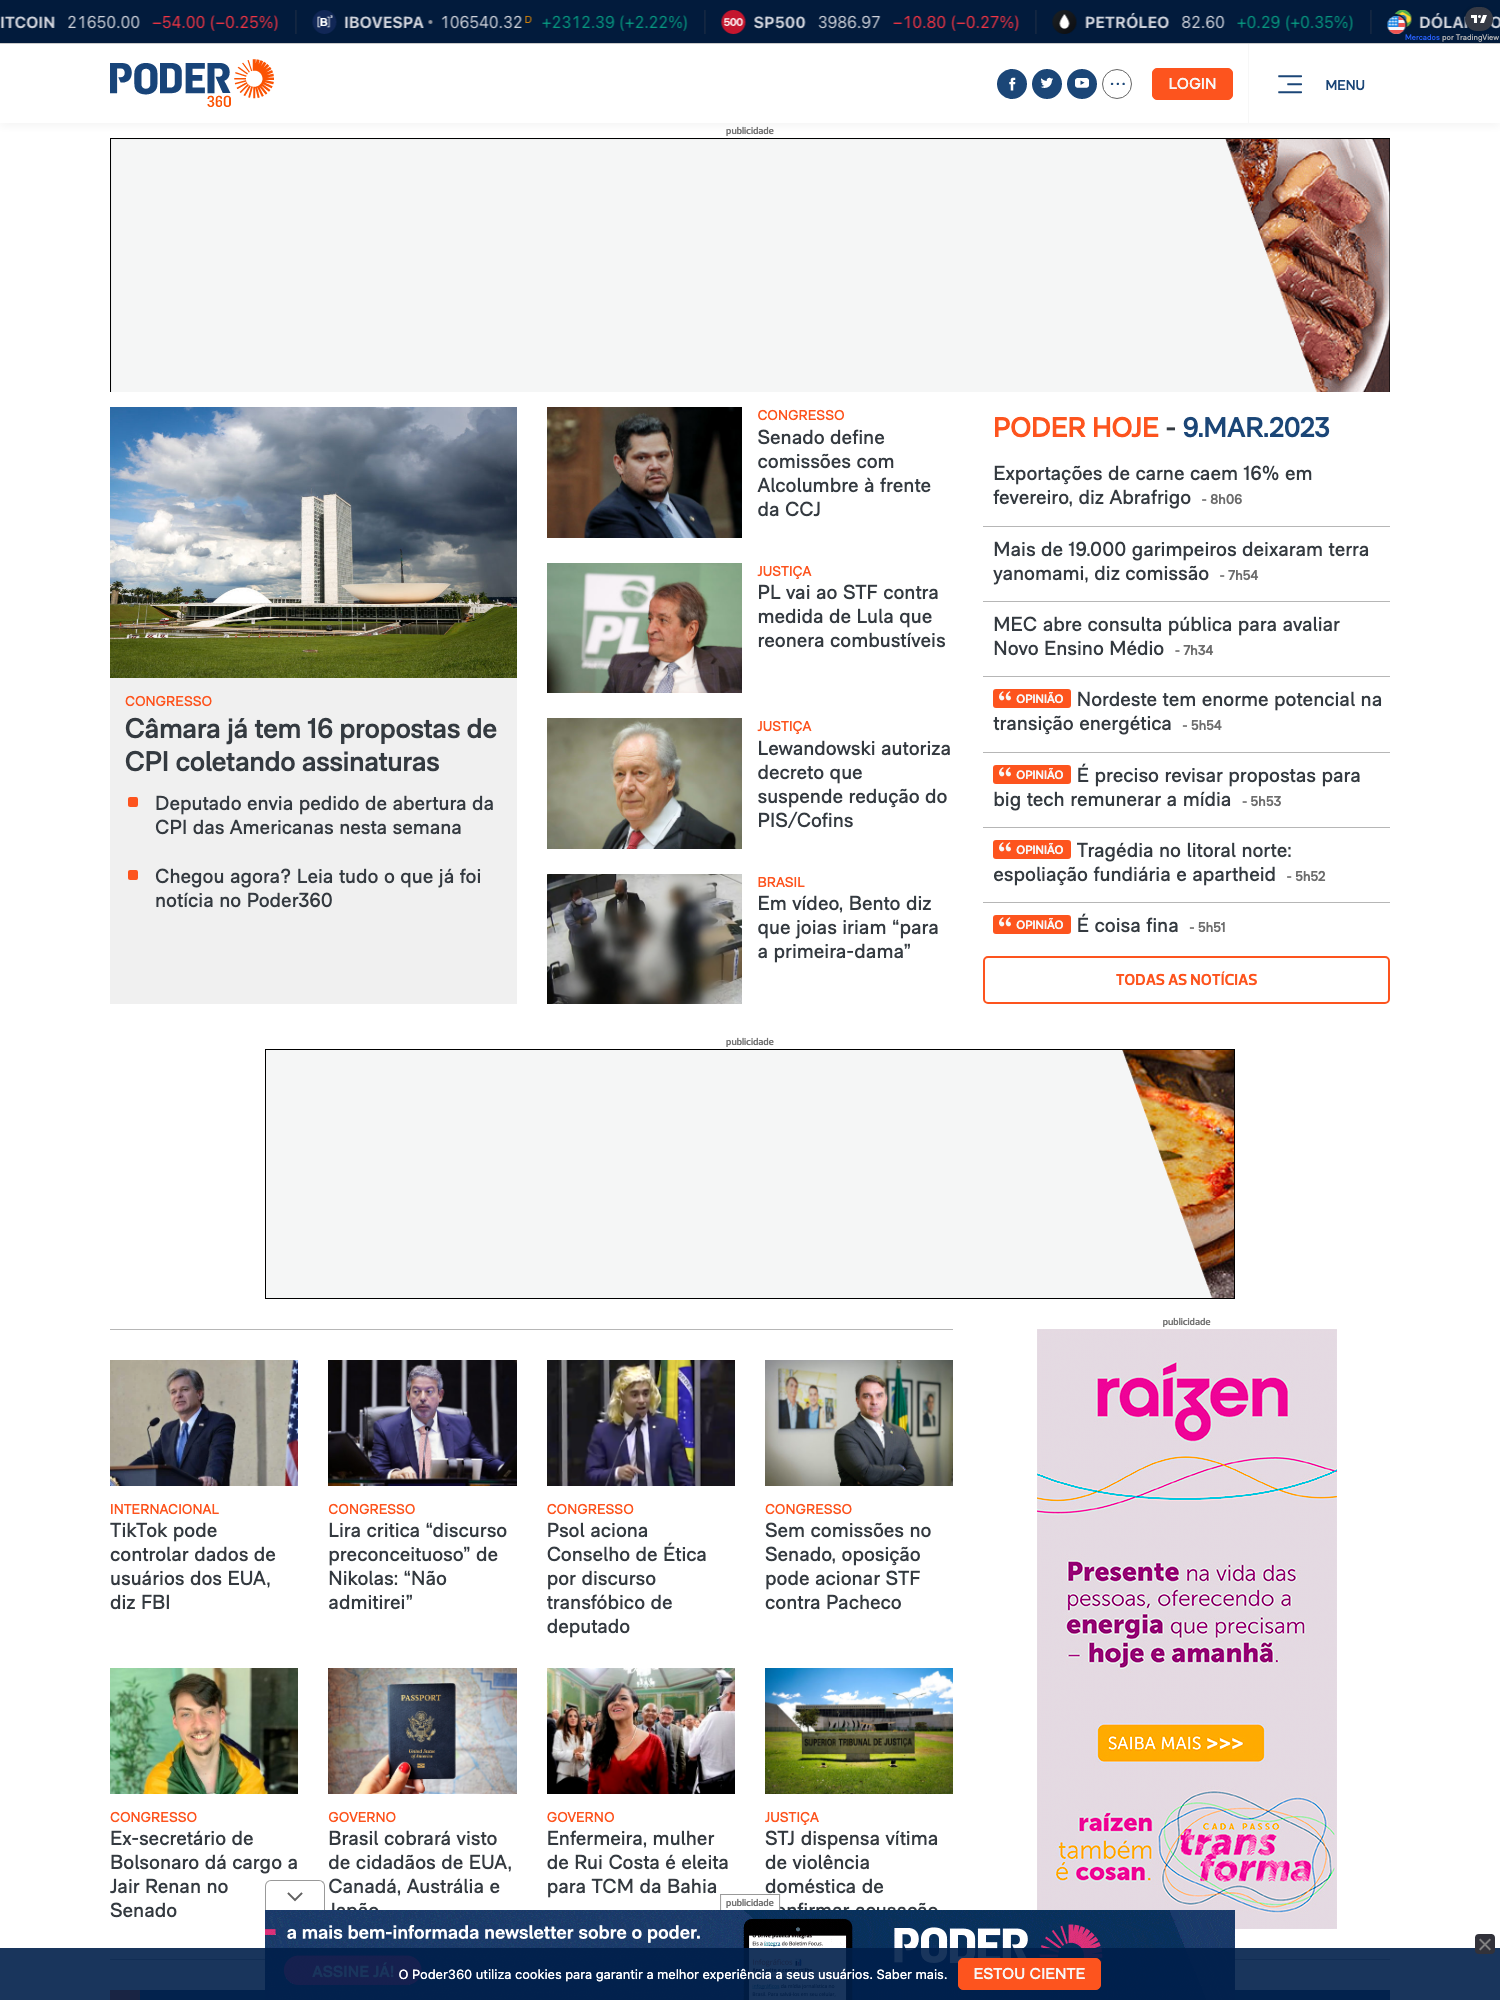 ITCOIN 21650.00 −54.00 (−0.25%) IBOVESPA 106540.32 D +2312.39 (+2.22%) 500 SP500 3986.97 −10.80 (−0.27%) PETRÓLEO 82.60 +0.29 (+0.35%)
Mercados por TradingView
PODER
360
LOGIN
MENU
publicidade
CONGRESSO
Câmara já tem 16 propostas de
CPI coletando assinaturas
Deputado envia pedido de abertura da
CPI das Americanas nesta semana
Chegou agora? Leia tudo o que já foi
notícia no Poder360
CONGRESSO
Senado define
comissões com
Alcolumbre à frente
da CCJ
PL
JUSTIÇA
PL vai ao STF contra
medida de Lula que
reonera combustíveis
JUSTIÇA
Lewandowski autoriza
decreto que
suspende redução do
PIS/Cofins
BRASIL
Em vídeo, Bento diz
que joias iriam “para
a primeira-dama”
PODER HOJE - 9.MAR.2023
Exportações de carne caem 16% em
fevereiro, diz Abrafrigo - 8h06
Mais de 19.000 garimpeiros deixaram terra
yanomami, diz comissão - 7h54
MEC abre consulta pública para avaliar
Novo Ensino Médio - 7h34
“ OPINIÃO Nordeste tem enorme potencial na
transição energética - 5h54
“ OPINIÃO É preciso revisar propostas para
big tech remunerar a mídia - 5h53
“ OPINIÃO Tragédia no litoral norte:
espoliação fundiária e apartheid - 5h52
“ OPINIÃO É coisa fina - 5h51
TODAS AS NOTÍCIAS
publicidade
INTERNACIONAL
TikTok pode
controlar dados de
usuários dos EUA,
diz FBI
CONGRESSO
Lira critica “discurso
preconceituoso” de
Nikolas: “Não
admitirei”
CONGRESSO
Psol aciona
Conselho de Ética
por discurso
transfóbico de
deputado
CONGRESSO
Sem comissões no
Senado, oposição
pode acionar STF
contra Pacheco
CONGRESSO
Ex-secretário de
Bolsonaro dá cargo a
Jair Renan no
Senado
PASSPORT
United States
of America
GOVERNO
Brasil cobrará visto
de cidadãos de EUA,
Canadá, Austrália e
Japão
GOVERNO
Enfermeira, mulher
de Rui Costa é eleita
para TCM da Bahia
SUPERIOR TRIBUNAL DE JUSTIÇA
JUSTIÇA
STJ dispensa vítima
de violência
doméstica de
confirmar acusação
publicidade
raízen
Presente na vida das
pessoas, oferecendo a
energia que precisam
– hoje e amanhã.
SAIBA MAIS >>>
raízen
também
é cosan.
CADA PASSO
transforma
publicidade
a mais bem-informada newsletter sobre o poder.
ASSINE JÁ!
PODER
O Poder360 utiliza cookies para garantir a melhor experiência a seus usuários. Saber mais.
ESTOU CIENTE